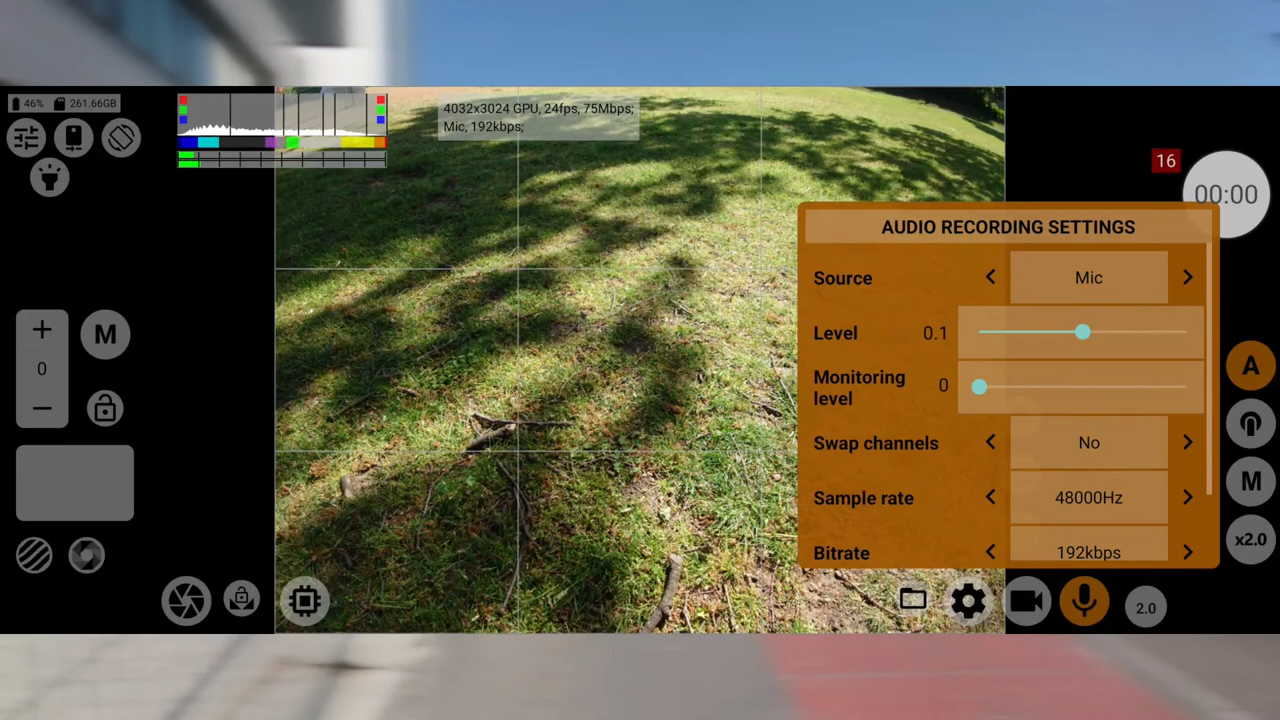 46% 261.66GB
4032x3024 GPU, 24fps, 75Mbps;
Mic, 192kbps;
16
00:00
AUDIO RECORDING SETTINGS
Source Mic
Level 0.1
Monitoring level 0
Swap channels No
Sample rate 48000Hz
Bitrate 192kbps
+
0
−
M
A
M
x2.0
2.0